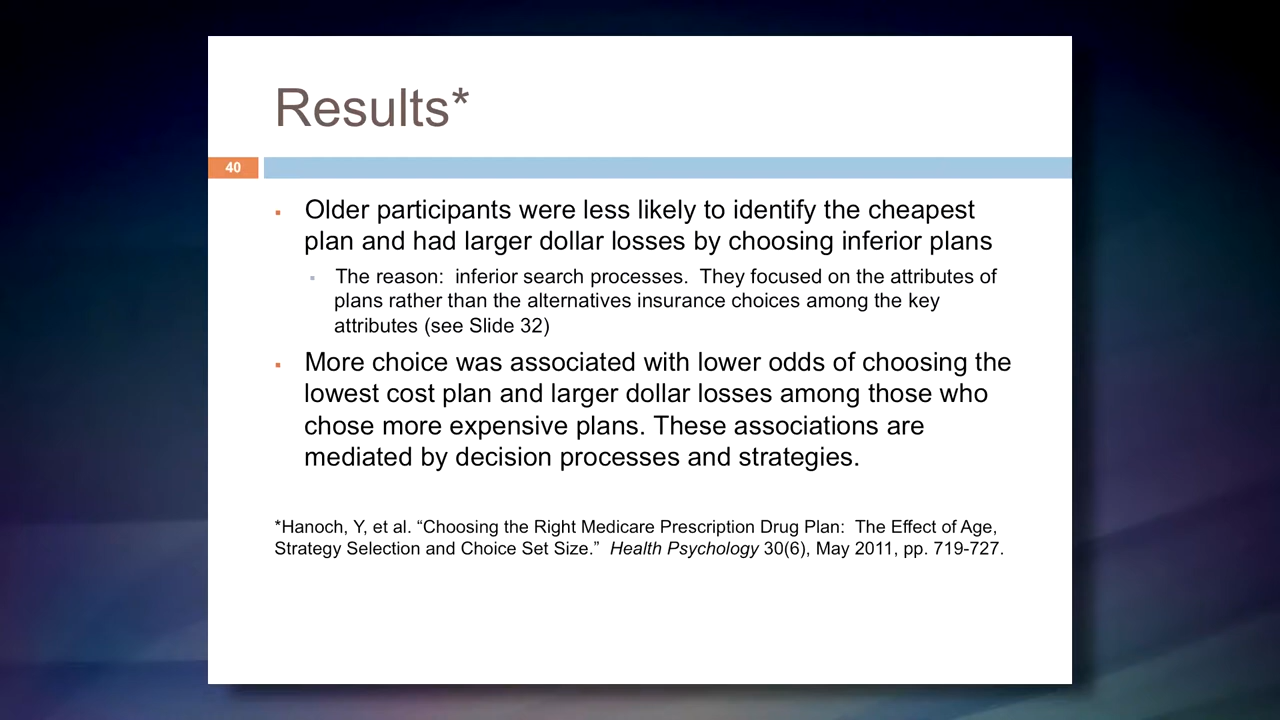 Results*
40
Older participants were less likely to identify the cheapest
plan and had larger dollar losses by choosing inferior plans
The reason:  inferior search processes.  They focused on the attributes of
plans rather than the alternatives insurance choices among the key
attributes (see Slide 32)
More choice was associated with lower odds of choosing the
lowest cost plan and larger dollar losses among those who
chose more expensive plans. These associations are
mediated by decision processes and strategies.
*Hanoch, Y, et al. “Choosing the Right Medicare Prescription Drug Plan:  The Effect of Age,
Strategy Selection and Choice Set Size.”  Health Psychology 30(6), May 2011, pp. 719-727.